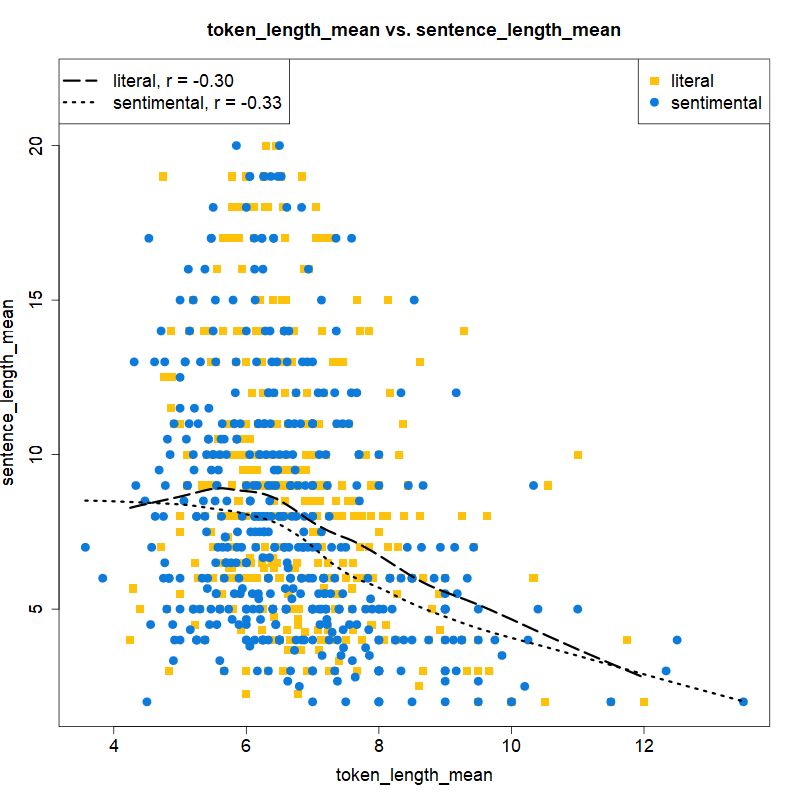 token_length_mean vs. sentence_length_mean
literal, r = -0.30
sentimental, r = -0.33
literal
sentimental
20
15
10
5
sentence_length_mean
4 6 8 10 12
token_length_mean